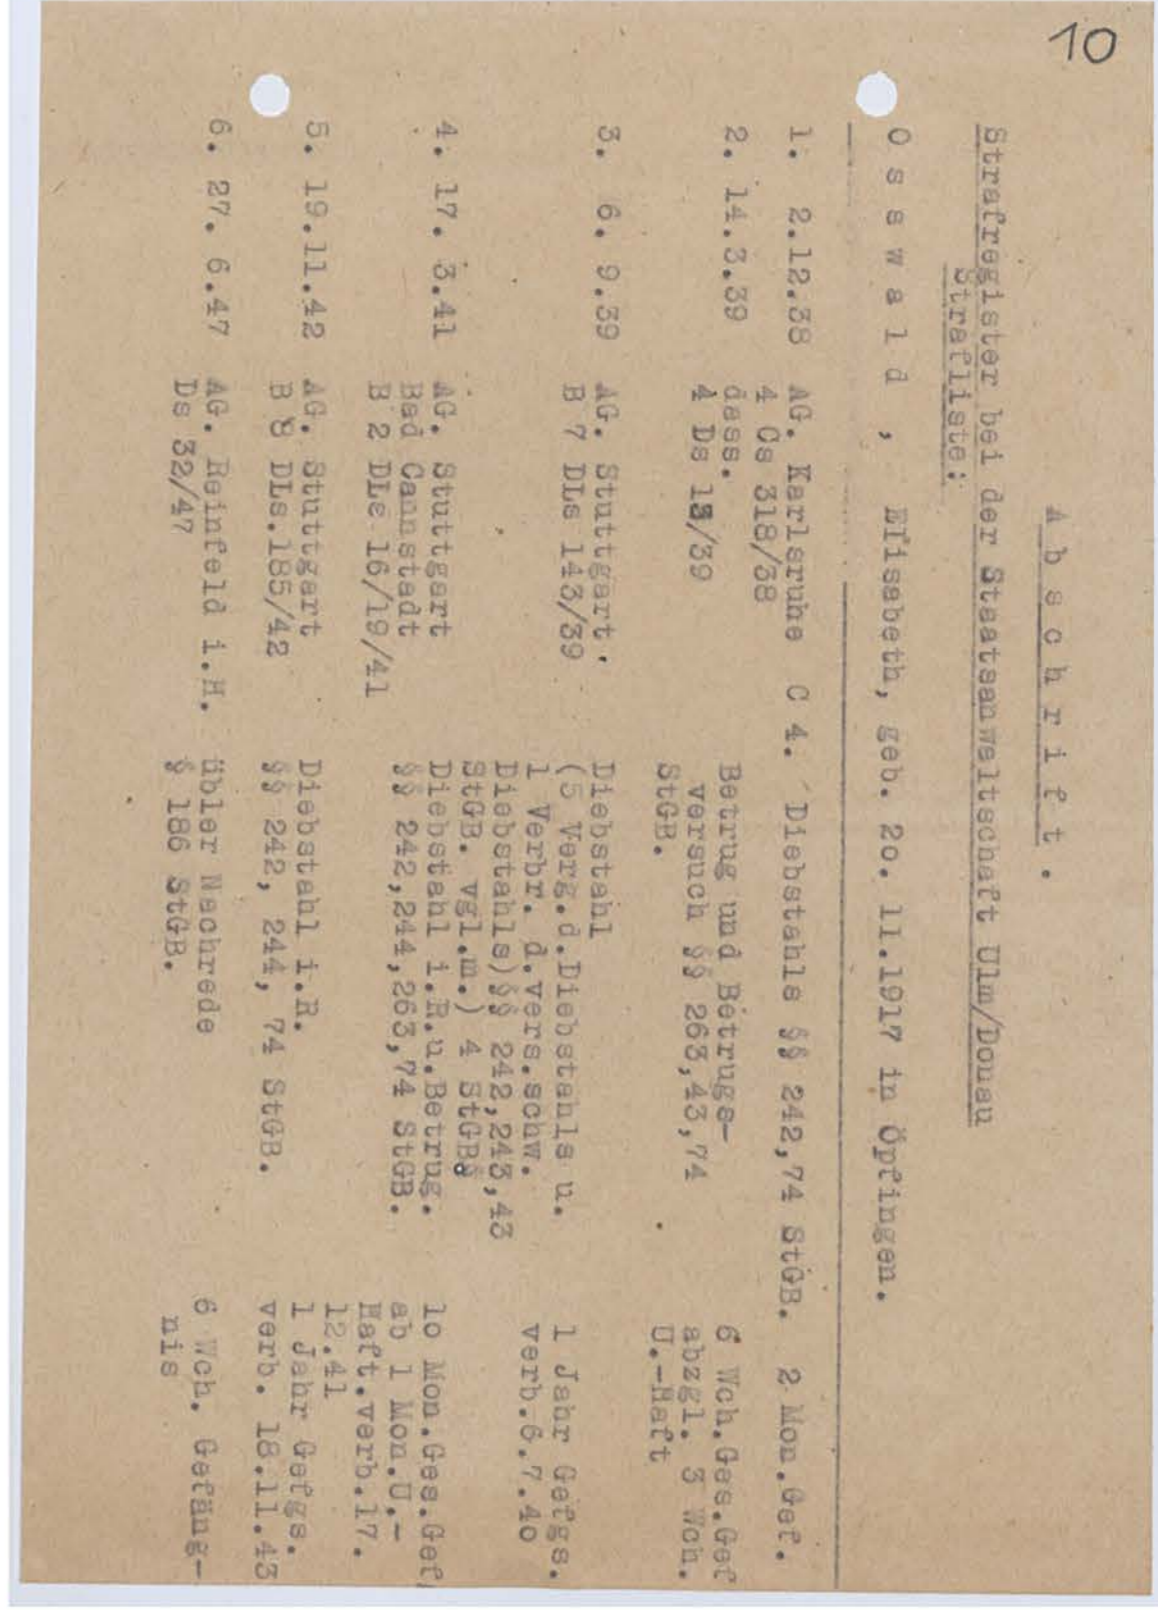 10
A b s c h r i f t .
Strafregister bei der Staatsanwaltschaft Ulm/Donau
Strafliste:
O s s w a l d , Elisabeth, geb. 2o. 11.1917 in Öpfingen.
1. 2.12.38 AG. Karlsruhe C 4. Diebstahls §§ 242,74 StGB. 2 Mon.Gef.
4 Cs 318/38
2. 14.3.39 dass. Betrug und Betrugs- 6 Wch.Ges.Gef
4 Ds 13/39 versuch §§ 263,43,74 abzgl. 3 Wch.
StGB. U.-Haft
3. 6. 9.39 AG. Stuttgart Diebstahl
B 7 DLs 143/39 (5 Verg.d.Diebstahls u. 1 Jahr Gefgs.
1 Verbr. d.vers.schw. verb.6.7.4o
Diebstahls)§§ 242,243,43
StGB. vgl.m.) 4 StGB§
4. 17. 3.41 AG. Stuttgart Diebstahl i.R.u.Betrug. 1o Mon.Ges.Gef
Bad Cannstadt §§ 242,244,263,74 StGB. ab 1 Mon.U.-
B 2 DLs 16/19/41 Haft.verb.17.
12.41
5. 19.11.42 AG. Stuttgart Diebstahl i.R. 1 Jahr Gefgs.
B 8 DLs.185/42 §§ 242, 244, 74 StGB. verb. 18.11.43
6. 27. 6.47 AG. Reinfeld i.H. übler Nachrede 6 Wch. Gefäng-
Ds 32/47 § 186 StGB. nis